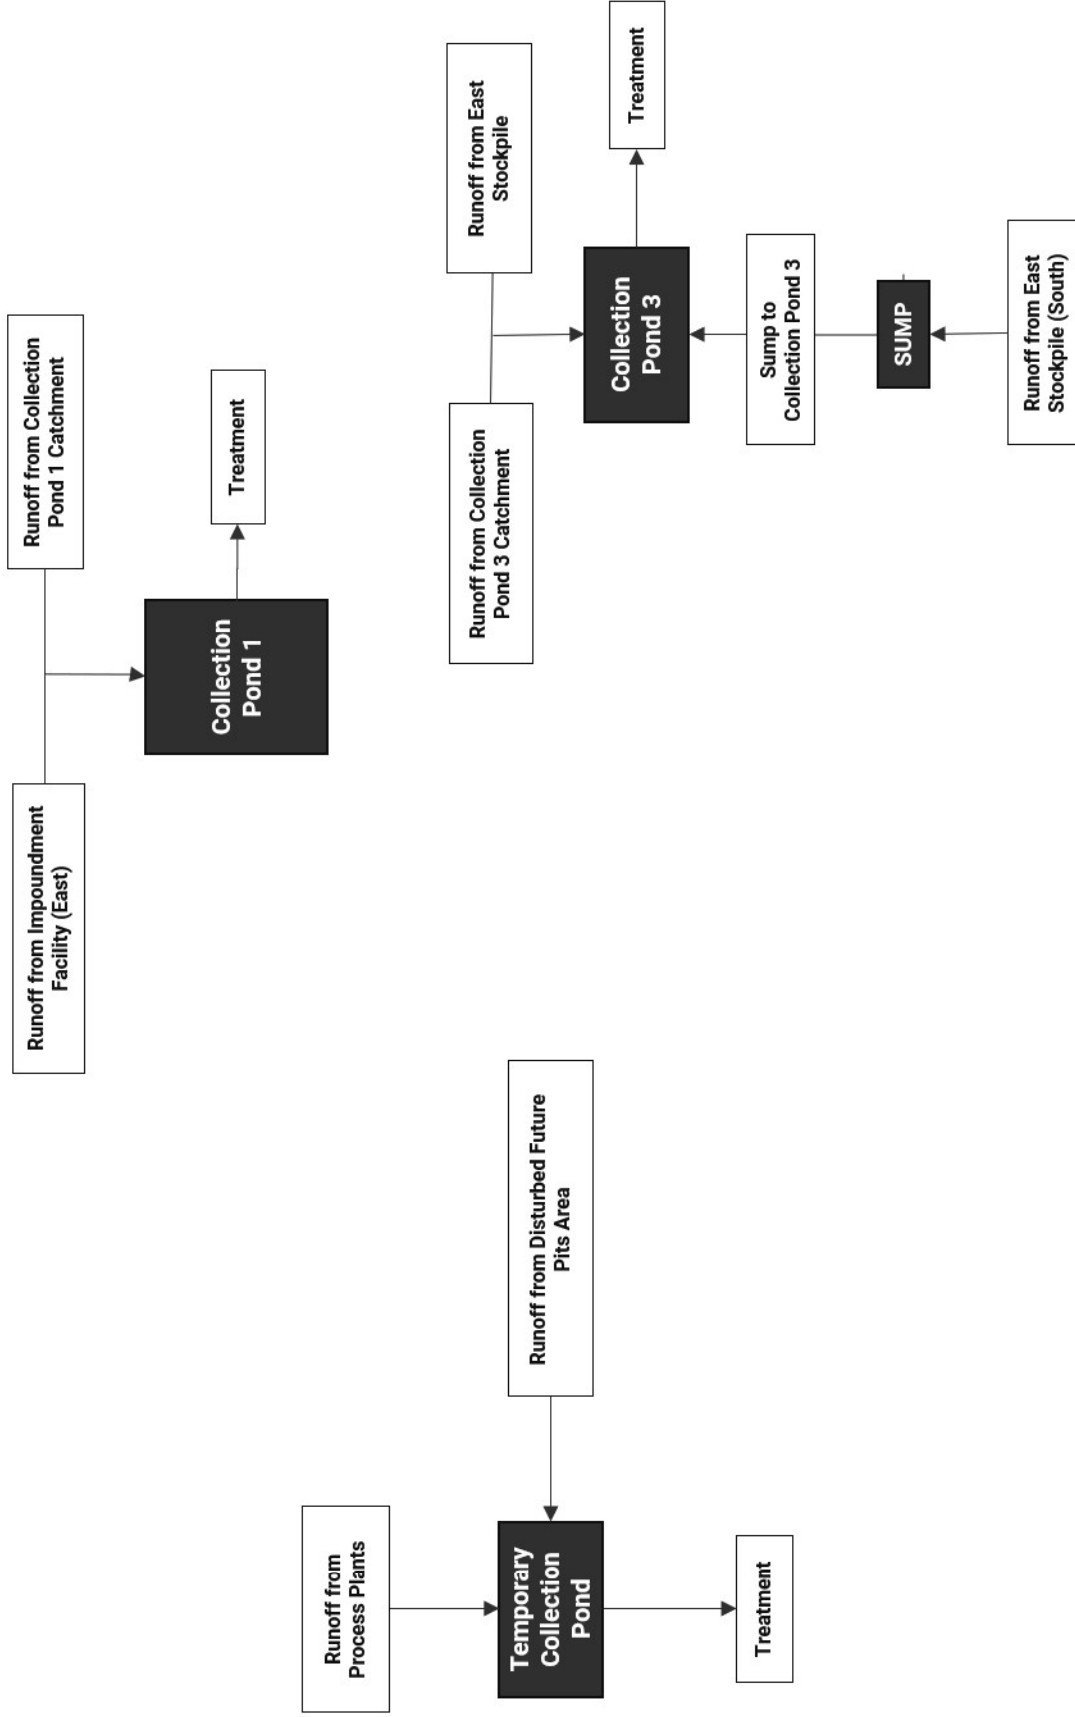 Runoff from Impoundment
Facility (East)
Runoff from Collection
Pond 1 Catchment
Collection
Pond 1
Treatment
Runoff from
Process Plants
Temporary
Collection
Pond
Treatment
Runoff from Disturbed Future
Pits Area
Runoff from Collection
Pond 3 Catchment
Runoff from East
Stockpile
Collection
Pond 3
Treatment
Sump to
Collection Pond 3
SUMP
Runoff from East
Stockpile (South)